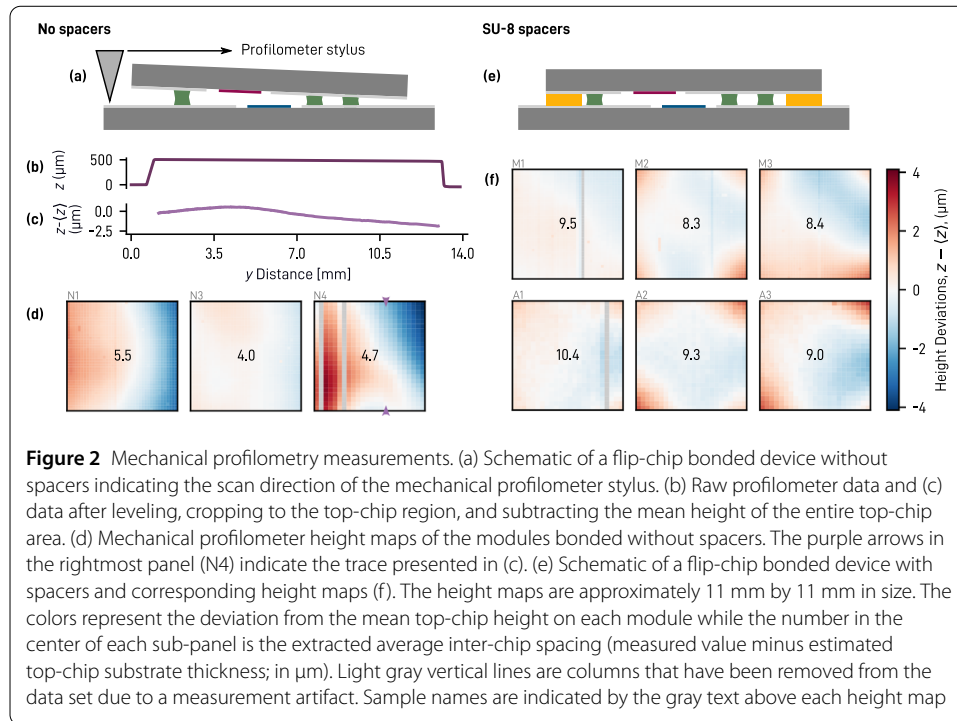 No spacers
SU-8 spacers
Profilometer stylus
(a)
(e)
(b)
z (μm)
500
0
(c)
z-⟨z⟩
(μm)
0.0
−2.5
0.0
3.5
7.0
10.5
14.0
y Distance [mm]
(d)
N1
5.5
N3
4.0
N4
4.7
(f)
M1
9.5
M2
8.3
M3
8.4
A1
10.4
A2
9.3
A3
9.0
4
2
0
−2
−4
Height Deviations, z − ⟨z⟩, (μm)
Figure 2 Mechanical profilometry measurements. (a) Schematic of a flip-chip bonded device without
spacers indicating the scan direction of the mechanical profilometer stylus. (b) Raw profilometer data and (c)
data after leveling, cropping to the top-chip region, and subtracting the mean height of the entire top-chip
area. (d) Mechanical profilometer height maps of the modules bonded without spacers. The purple arrows in
the rightmost panel (N4) indicate the trace presented in (c). (e) Schematic of a flip-chip bonded device with
spacers and corresponding height maps (f). The height maps are approximately 11 mm by 11 mm in size. The
colors represent the deviation from the mean top-chip height on each module while the number in the
center of each sub-panel is the extracted average inter-chip spacing (measured value minus estimated
top-chip substrate thickness; in μm). Light gray vertical lines are columns that have been removed from the
data set due to a measurement artifact. Sample names are indicated by the gray text above each height map